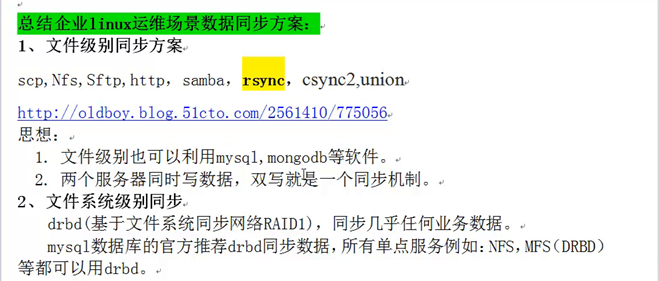 总结企业linux运维场景数据同步方案：
1、文件级别同步方案
scp,Nfs,Sftp,http，samba，rsync，csync2,union
http://oldboy.blog.51cto.com/2561410/775056
思想：
1. 文件级别也可以利用mysql,mongodb等软件。
2. 两个服务器同时写数据，双写就是一个同步机制。
2、文件系统级别同步
drbd(基于文件系统同步网络RAID1)，同步几乎任何业务数据。
mysql数据库的官方推荐drbd同步数据，所有单点服务例如：NFS，MFS（DRBD）
等都可以用drbd。